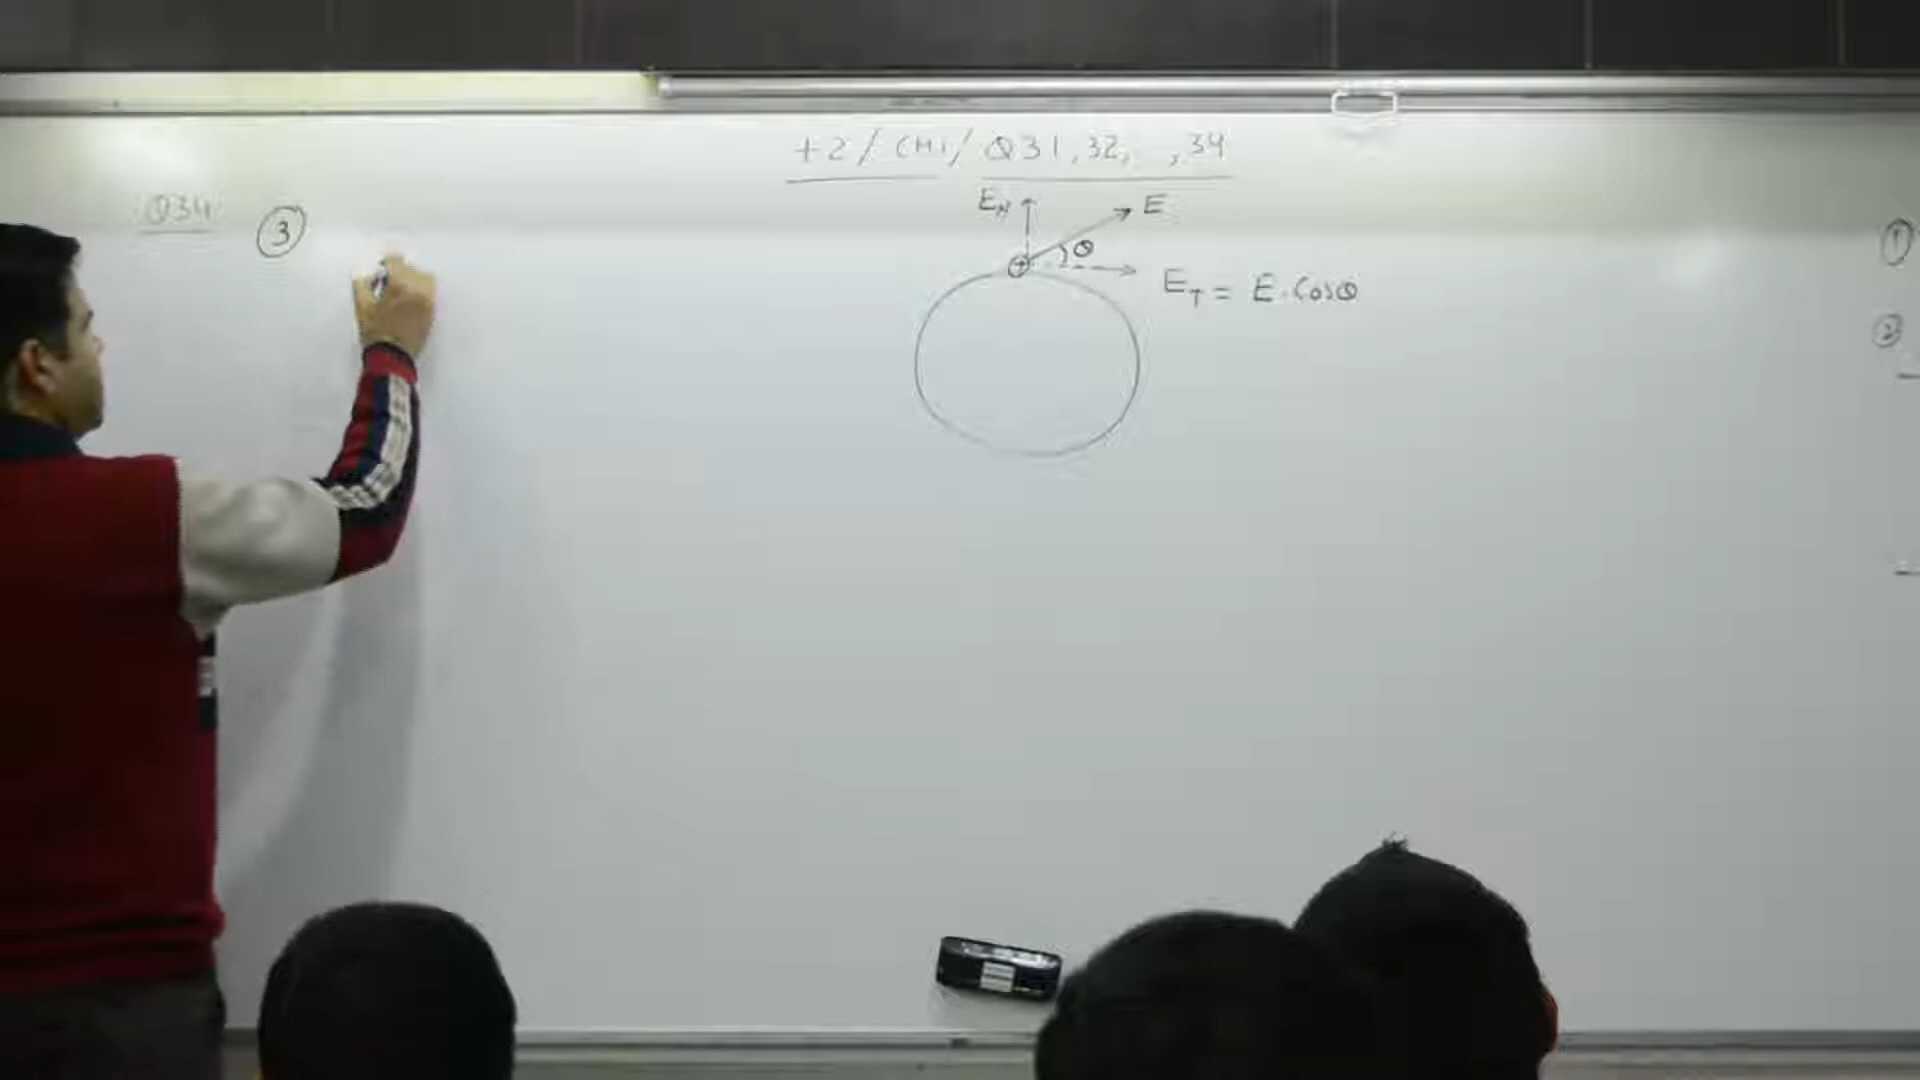 +2 / CH1 / Q31, 32, , 34
Q34 ③
E_N E
θ
+
E_T = E.Cosθ
①
②